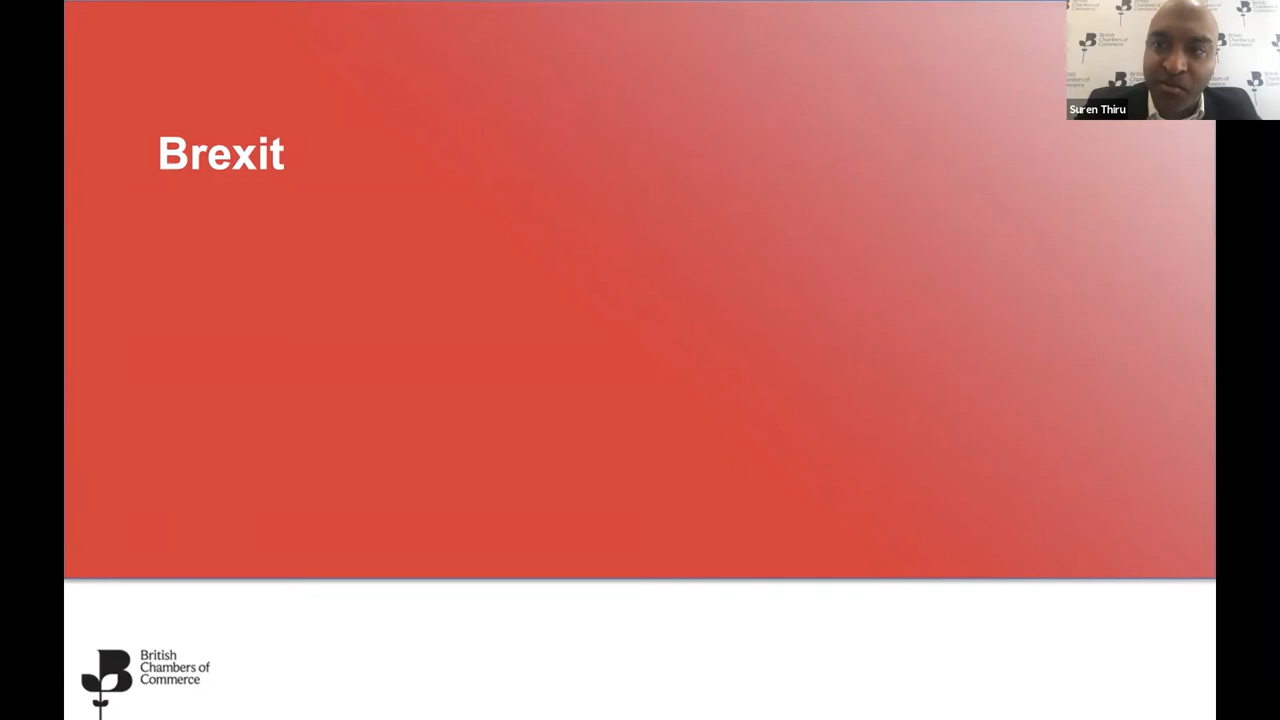 Brexit
Suren Thiru
British
Chambers of
Commerce